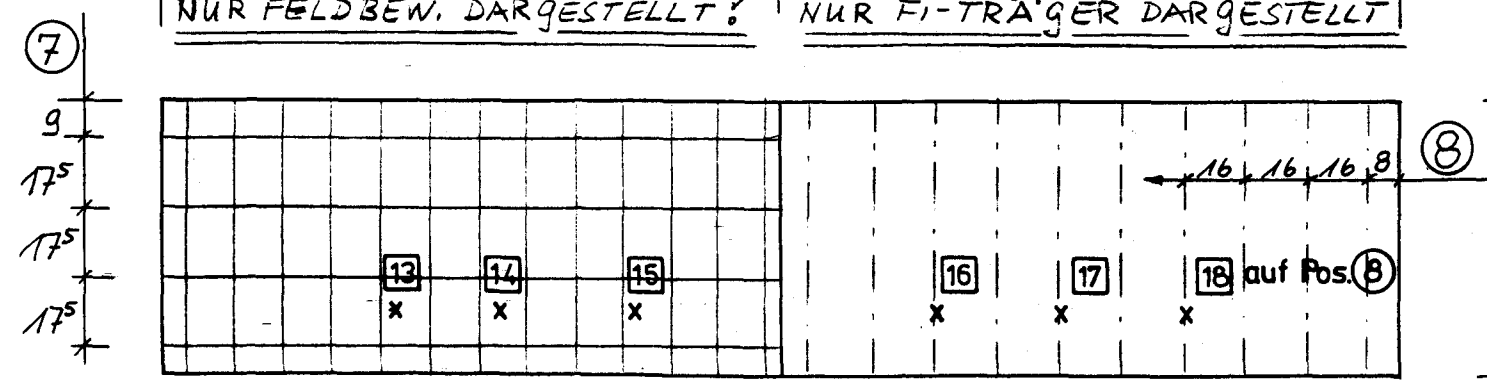 NUR FELDBEW. DARGESTELLT!
NUR FI-TRÄGER DARGESTELLT
7
9
17⁵
17⁵
17⁵
8
16 16 16 8
13 14 15
16 17 18 auf Pos. 8
x x x
x x x